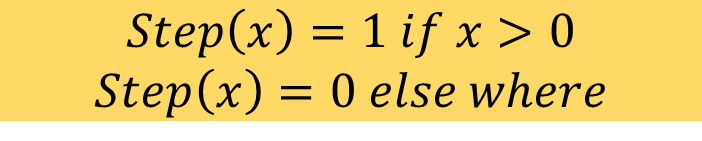 Step(x) = 1 if x > 0
Step(x) = 0 else where